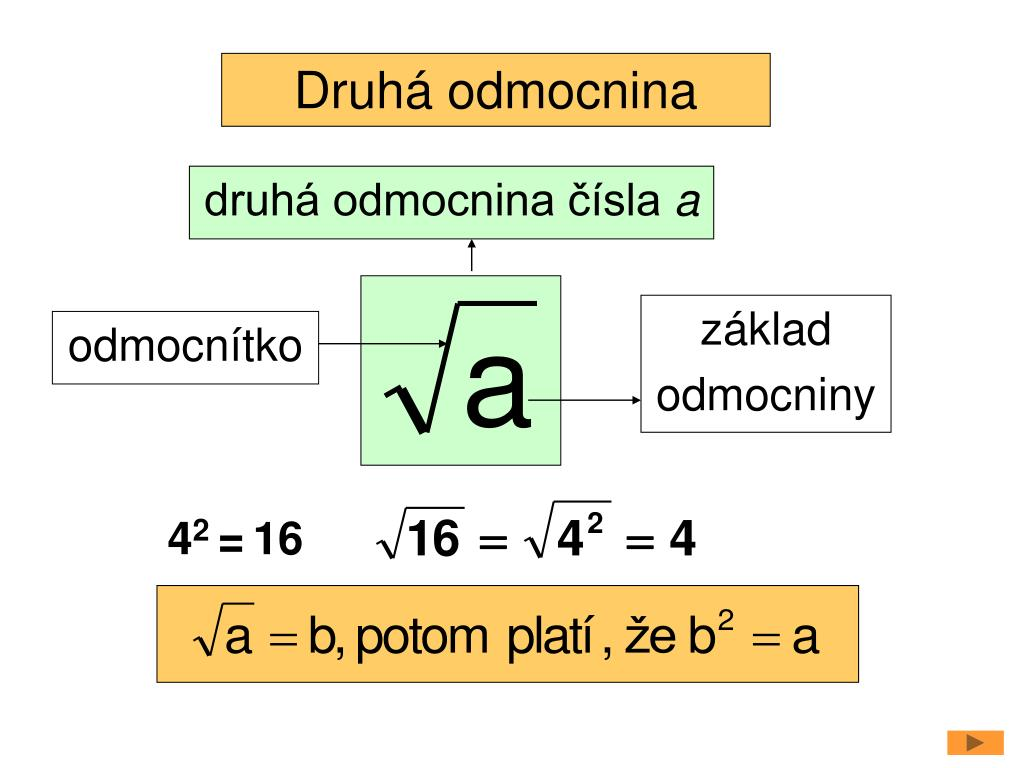 Druhá odmocnina
druhá odmocnina čísla a
odmocnítko
√a
základ
odmocniny
4² = 16 √16 = √4² = 4
√a = b, potom platí, že b² = a